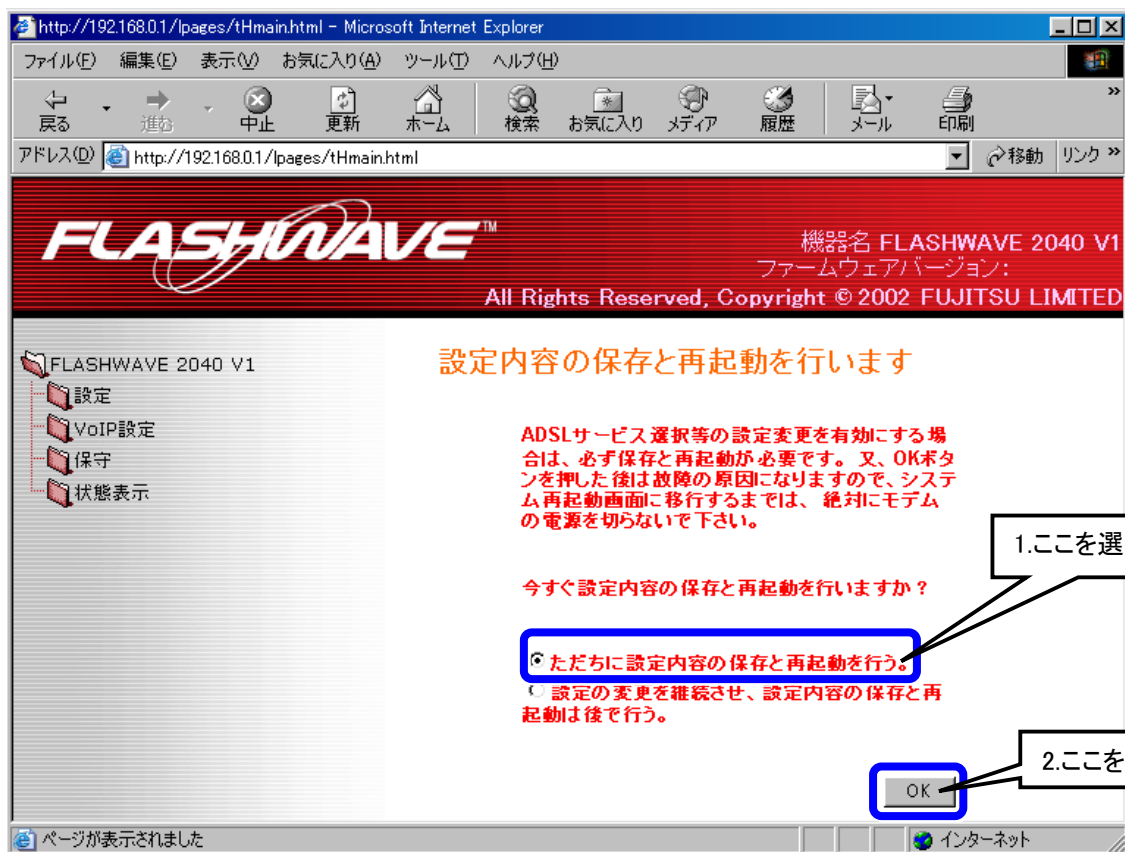 http://192.168.0.1/lpages/tHmain.html - Microsoft Internet Explorer
ファイル(F) 編集(E) 表示(V) お気に入り(A) ツール(T) ヘルプ(H)
戻る 進む 中止 更新 ホーム 検索 お気に入り メディア 履歴 メール 印刷 »
アドレス(D) http://192.168.0.1/lpages/tHmain.html 移動 リンク »
FLASHWAVE™
機器名 FLASHWAVE 2040 V1
ファームウェアバージョン:
All Rights Reserved, Copyright © 2002 FUJITSU LIMITED
FLASHWAVE 2040 V1
設定
VoIP設定
保守
状態表示
設定内容の保存と再起動を行います
ADSLサービス選択等の設定変更を有効にする場
合は、必ず保存と再起動が必要です。又、OKボタ
ンを押した後は故障の原因になりますので、システ
ム再起動画面に移行するまでは、絶対にモデム
の電源を切らないで下さい。
1.ここを選
今すぐ設定内容の保存と再起動を行いますか?
ただちに設定内容の保存と再起動を行う。
設定の変更を継続させ、設定内容の保存と再
起動は後で行う。
2.ここを
OK
ページが表示されました インターネット